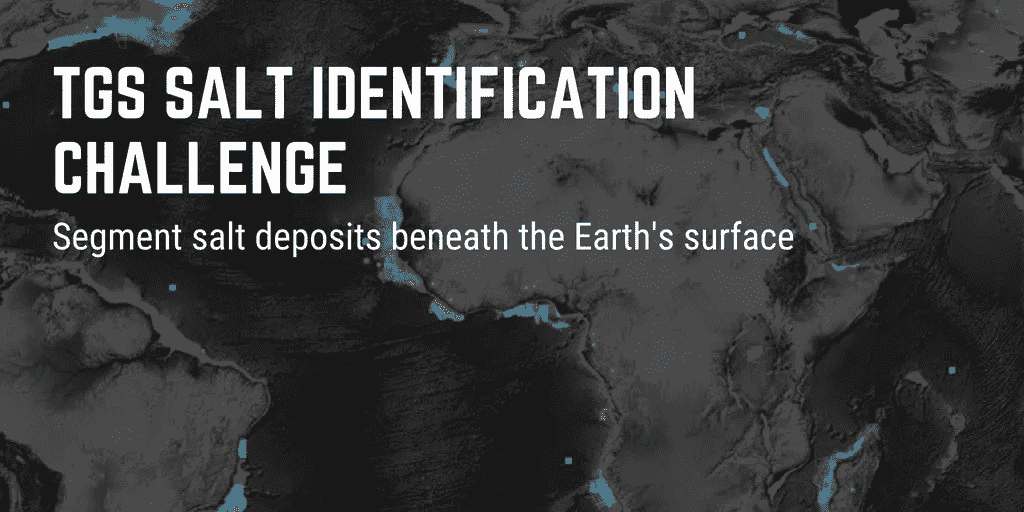 TGS SALT IDENTIFICATION
CHALLENGE
Segment salt deposits beneath the Earth's surface